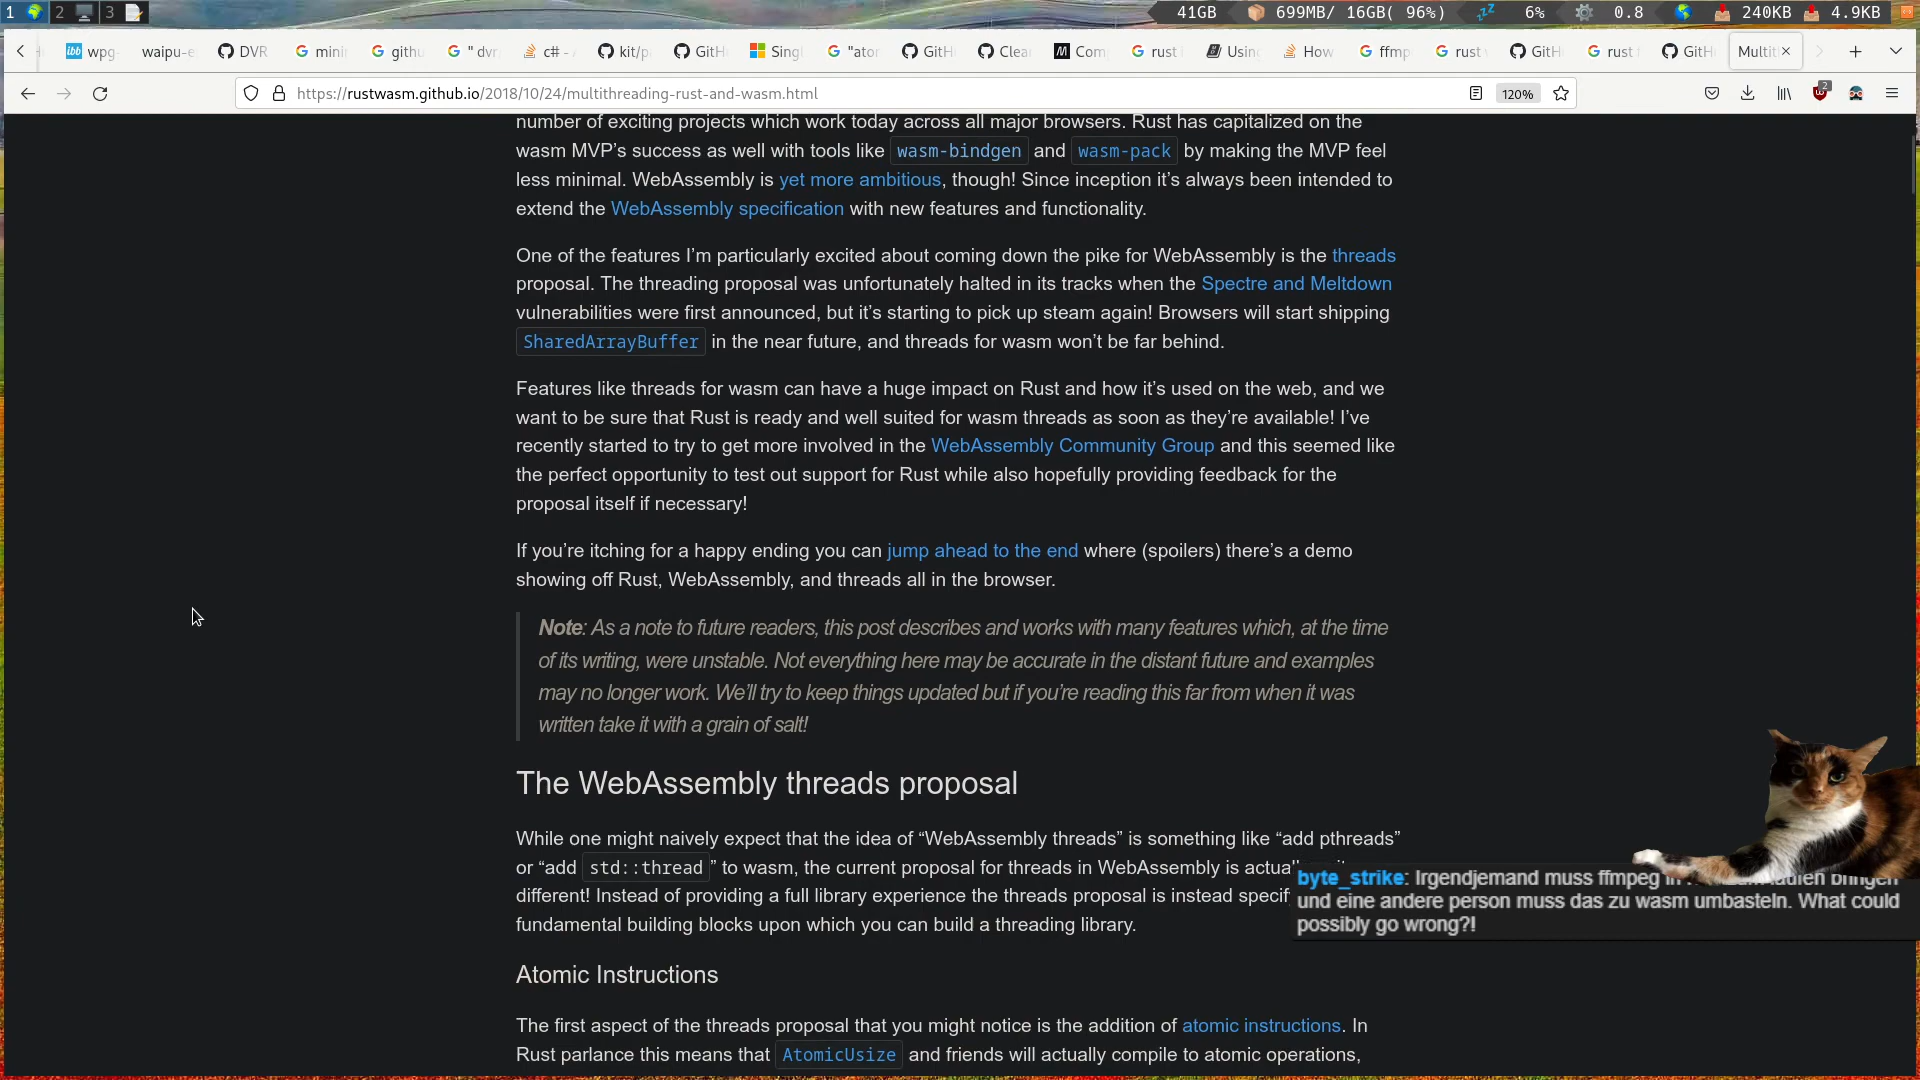 1 2 3 41GB 699MB/ 16GB( 96%) 6% 0.8 240KB 4.9KB
wpg- waipu-e DVR mini githu " dvr c# - kit/p GitH Sing "ator GitH Clea Com rust Using How ffmp rust GitH rust GitH Multit
https://rustwasm.github.io/2018/10/24/multithreading-rust-and-wasm.html 120% 2
number of exciting projects which work today across all major browsers. Rust has capitalized on the
wasm MVP’s success as well with tools like wasm-bindgen and wasm-pack by making the MVP feel
less minimal. WebAssembly is yet more ambitious, though! Since inception it’s always been intended to
extend the WebAssembly specification with new features and functionality.
One of the features I’m particularly excited about coming down the pike for WebAssembly is the threads
proposal. The threading proposal was unfortunately halted in its tracks when the Spectre and Meltdown
vulnerabilities were first announced, but it’s starting to pick up steam again! Browsers will start shipping
SharedArrayBuffer in the near future, and threads for wasm won’t be far behind.
Features like threads for wasm can have a huge impact on Rust and how it’s used on the web, and we
want to be sure that Rust is ready and well suited for wasm threads as soon as they’re available! I’ve
recently started to try to get more involved in the WebAssembly Community Group and this seemed like
the perfect opportunity to test out support for Rust while also hopefully providing feedback for the
proposal itself if necessary!
If you’re itching for a happy ending you can jump ahead to the end where (spoilers) there’s a demo
showing off Rust, WebAssembly, and threads all in the browser.
Note: As a note to future readers, this post describes and works with many features which, at the time
of its writing, were unstable. Not everything here may be accurate in the distant future and examples
may no longer work. We’ll try to keep things updated but if you’re reading this far from when it was
written take it with a grain of salt!
The WebAssembly threads proposal
While one might naively expect that the idea of “WebAssembly threads” is something like “add pthreads”
or “add std::thread” to wasm, the current proposal for threads in WebAssembly is
different! Instead of providing a full library experience the threads proposal is instead
fundamental building blocks upon which you can build a threading library.
Atomic Instructions
The first aspect of the threads proposal that you might notice is the addition of atomic instructions. In
Rust parlance this means that AtomicUsize and friends will actually compile to atomic operations,
byte_strike: Irgendjemand muss ffmpeg
und eine andere person muss das zu wasm umbasteln. What could
possibly go wrong?!